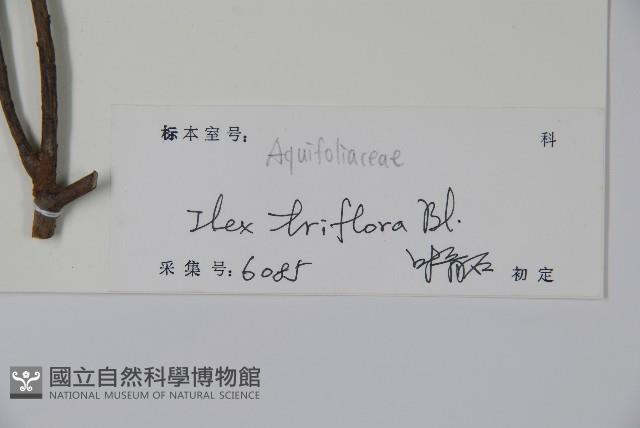 标本室号: 科
Aquifoliaceae
Ilex triflora Bl.
采集号: 6085 初定
國立自然科學博物館
NATIONAL MUSEUM OF NATURAL SCIENCE